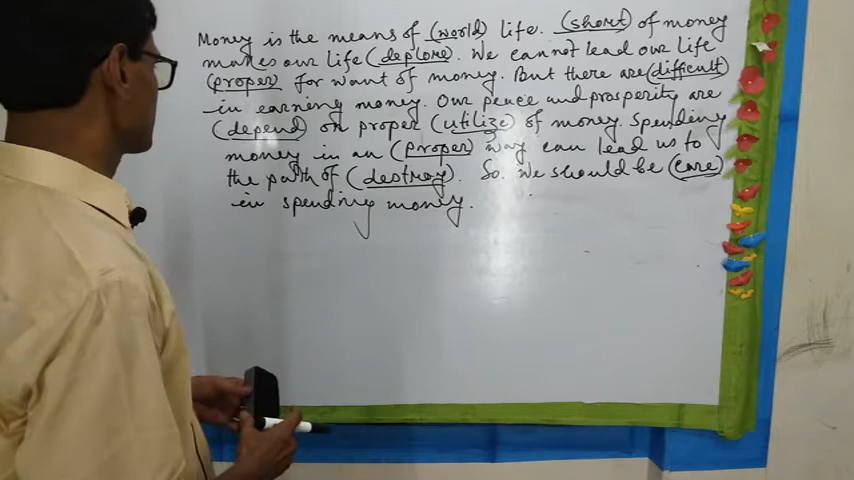 Money is the means of (world) life. (short) of money
makes our life (deplore). We cannot lead our life
(proper) for want of money. But there are (difficult)
in earning money. Our peace and prosperity are
(depend) on proper (utilize) of money. Spending
money in an (proper) way can lead us to
the path of (destroy). So, we should be (care)
in spending money.